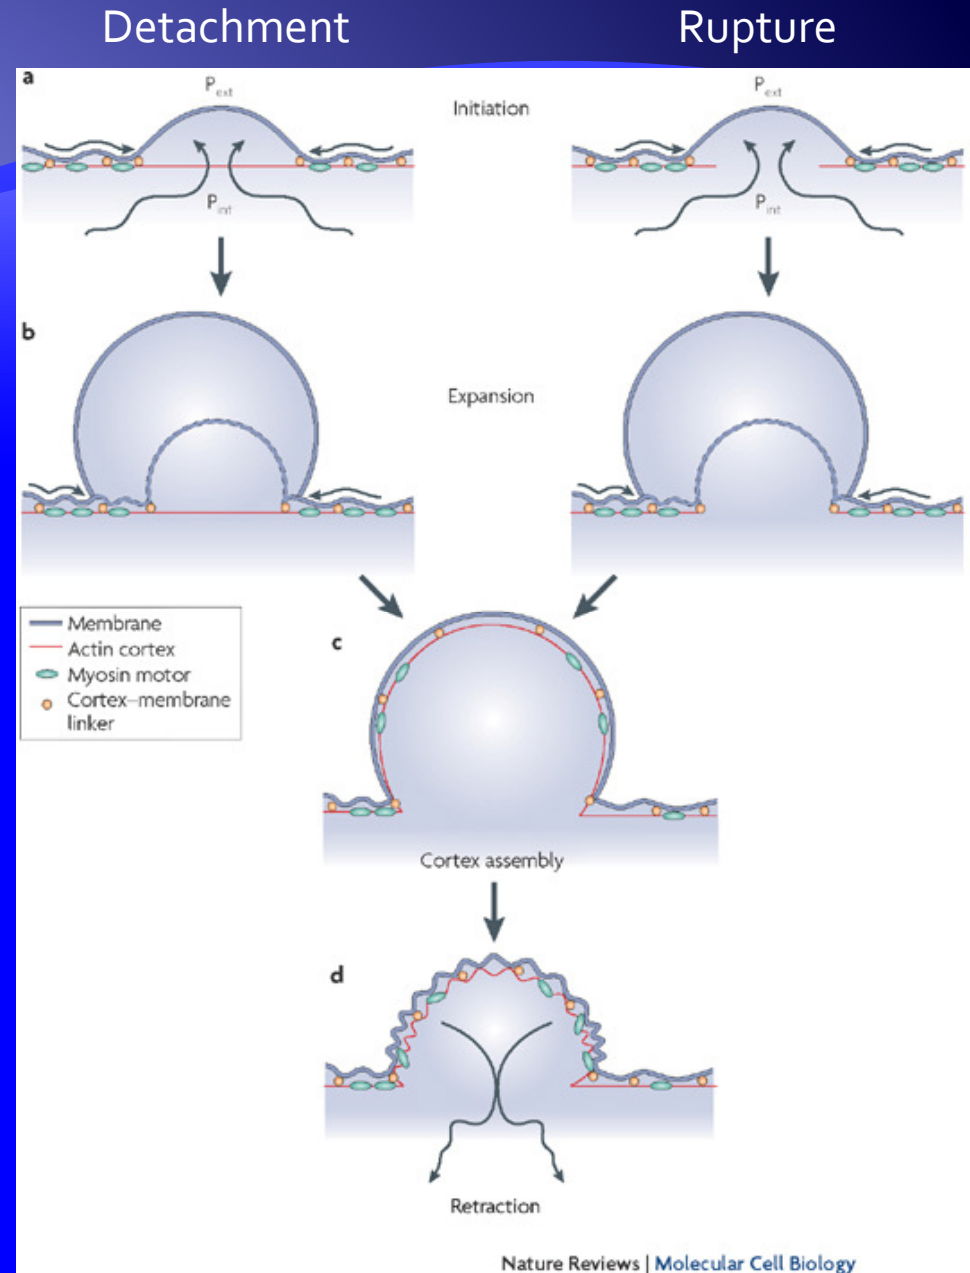 Detachment
Rupture
a
P_ext
Initiation
P_ext
P_int
P_int
b
Expansion
Membrane
Actin cortex
Myosin motor
Cortex–membrane
linker
c
Cortex assembly
d
Retraction
Nature Reviews | Molecular Cell Biology